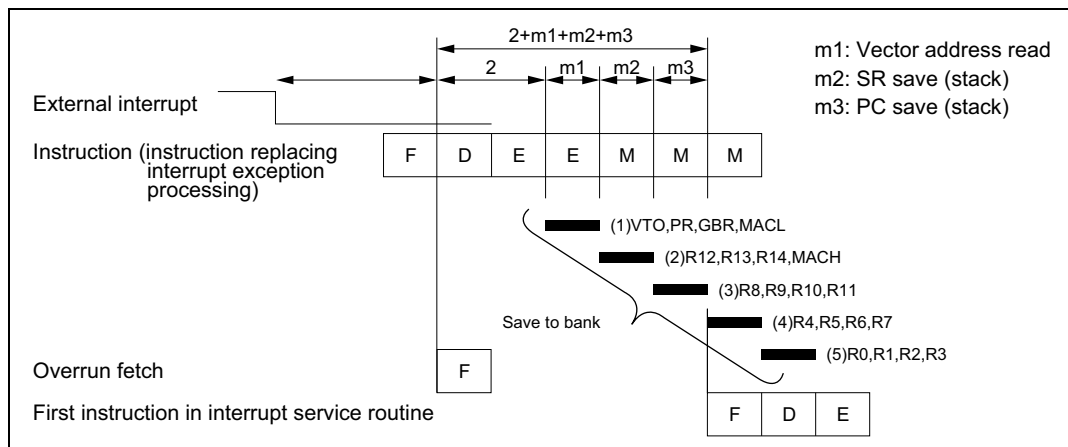 2+m1+m2+m3
m1: Vector address read
2 m1 m2 m3
m2: SR save (stack)
m3: PC save (stack)
External interrupt
Instruction (instruction replacing
interrupt exception
processing)
F D E E M M M
(1)VTO,PR,GBR,MACL
(2)R12,R13,R14,MACH
(3)R8,R9,R10,R11
Save to bank
(4)R4,R5,R6,R7
(5)R0,R1,R2,R3
Overrun fetch
F
First instruction in interrupt service routine
F D E